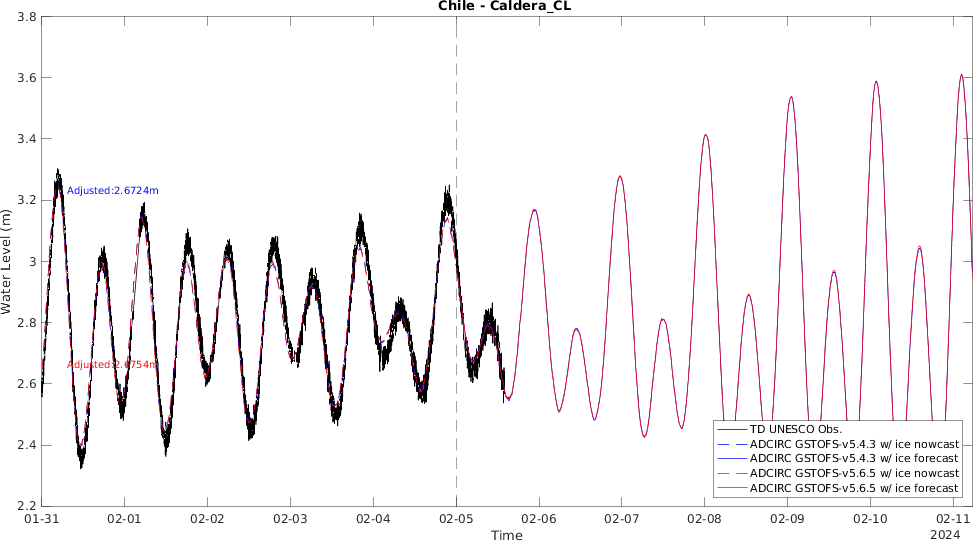 Chile - Caldera_CL
3.8
3.6
3.4
3.2
3
2.8
2.6
2.4
2.2
Water Level (m)
Adjusted:2.6724m
Adjusted:2.6754m
TD UNESCO Obs.
ADCIRC GSTOFS-v5.4.3 w/ ice nowcast
ADCIRC GSTOFS-v5.4.3 w/ ice forecast
ADCIRC GSTOFS-v5.6.5 w/ ice nowcast
ADCIRC GSTOFS-v5.6.5 w/ ice forecast
01-31 02-01 02-02 02-03 02-04 02-05 02-06 02-07 02-08 02-09 02-10 02-11
Time 2024